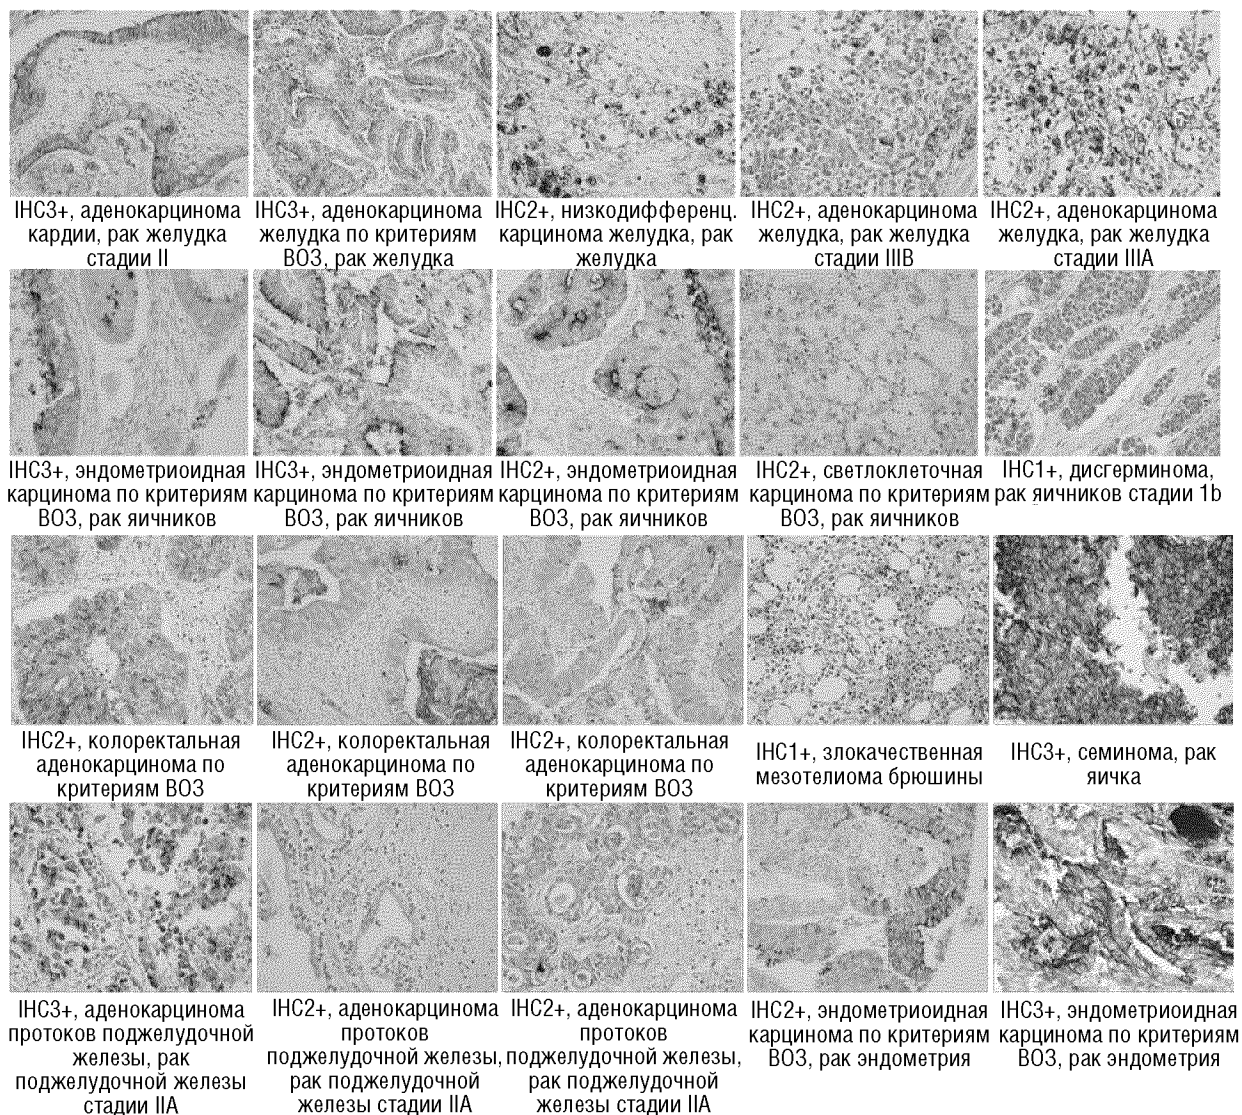 IHC3+, аденокарцинома
кардии, рак желудка
стадии II
IHC3+, аденокарцинома
желудка по критериям
ВОЗ, рак желудка
IHC2+, низкодифференц.
карцинома желудка, рак
желудка
IHC2+, аденокарцинома
желудка, рак желудка
стадии IIIB
IHC2+, аденокарцинома
желудка, рак желудка
стадии IIIA
IHC3+, эндометриоидная
карцинома по критериям
ВОЗ, рак яичников
IHC3+, эндометриоидная
карцинома по критериям
ВОЗ, рак яичников
IHC2+, эндометриоидная
карцинома по критериям
ВОЗ, рак яичников
IHC2+, светлоклеточная
карцинома по критериям
ВОЗ, рак яичников
IHC1+, дисгерминома,
рак яичников стадии 1b
IHC2+, колоректальная
аденокарцинома по
критериям ВОЗ
IHC2+, колоректальная
аденокарцинома по
критериям ВОЗ
IHC2+, колоректальная
аденокарцинома по
критериям ВОЗ
IHC1+, злокачественная
мезотелиома брюшины
IHC3+, семинома, рак
яичка
IHC3+, аденокарцинома
протоков поджелудочной
железы, рак
поджелудочной железы
стадии IIA
IHC2+, аденокарцинома
протоков
поджелудочной железы,
рак поджелудочной
железы стадии IIA
IHC2+, аденокарцинома
протоков
поджелудочной железы,
рак поджелудочной
железы стадии IIA
IHC2+, эндометриоидная
карцинома по критериям
ВОЗ, рак эндометрия
IHC3+, эндометриоидная
карцинома по критериям
ВОЗ, рак эндометрия